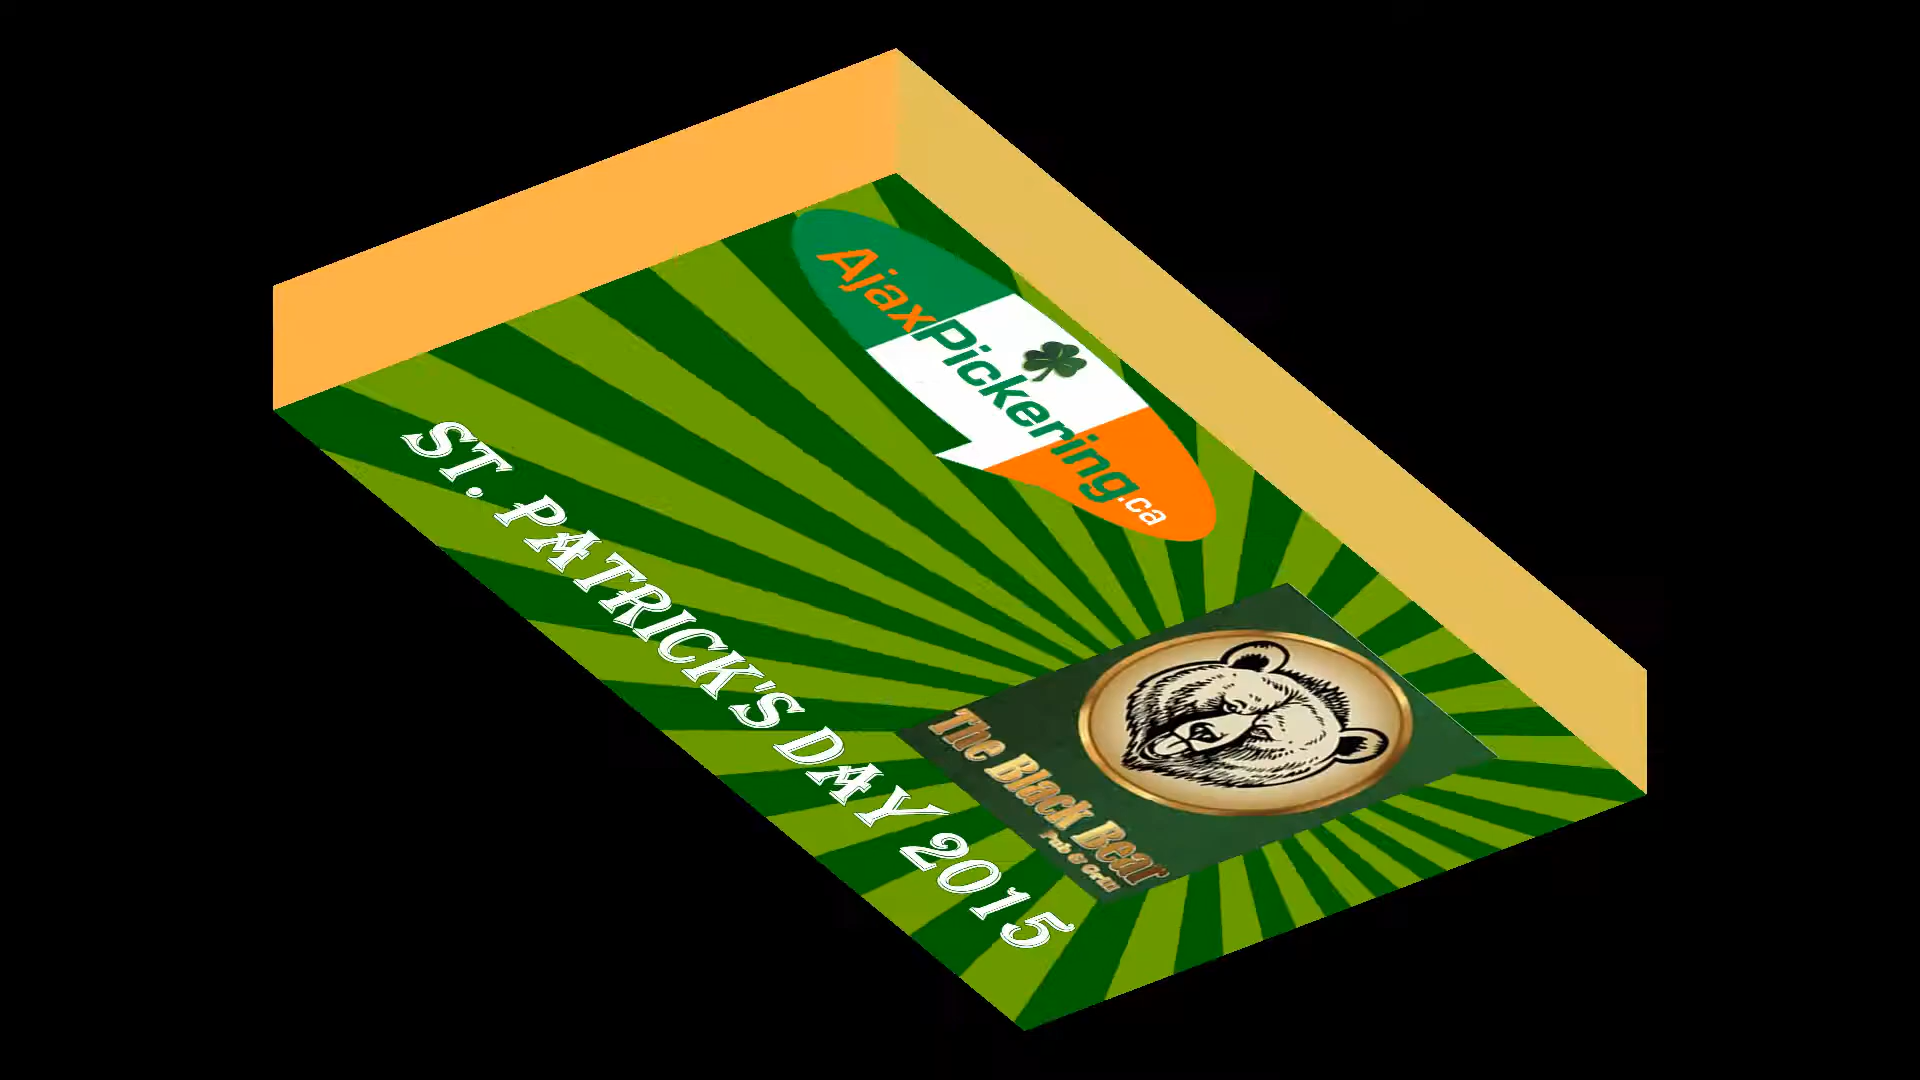 AjaxPickering.ca
The Black Bear
Pub & Grill
ST. PATRICK'S DAY 2015